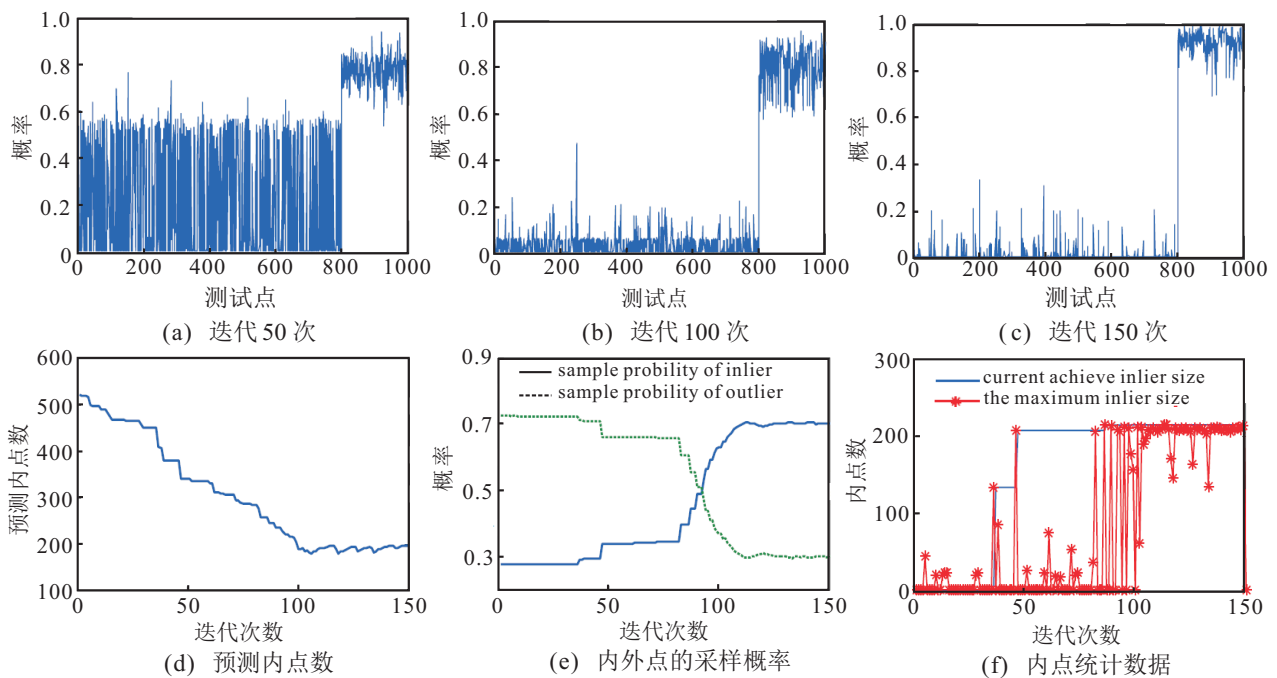 1.0
0.8
0.6
0.4
0.2
0
概率
0
200
400
600
800
1000
测试点
(a) 迭代 50 次
1.0
0.8
0.6
0.4
0.2
0
概率
0
200
400
600
800
1000
测试点
(b) 迭代 100 次
1.0
0.8
0.6
0.4
0.2
0
概率
0
200
400
600
800
1000
测试点
(c) 迭代 150 次
600
500
400
300
200
100
预测内点数
50
100
150
迭代次数
(d) 预测内点数
0.9
0.7
0.5
0.3
概率
sample probility of inlier
sample probility of outlier
0
50
100
150
迭代次数
(e) 内外点的采样概率
300
200
100
0
内点数
current achieve inlier size
the maximum inlier size
0
50
100
150
迭代次数
(f) 内点统计数据